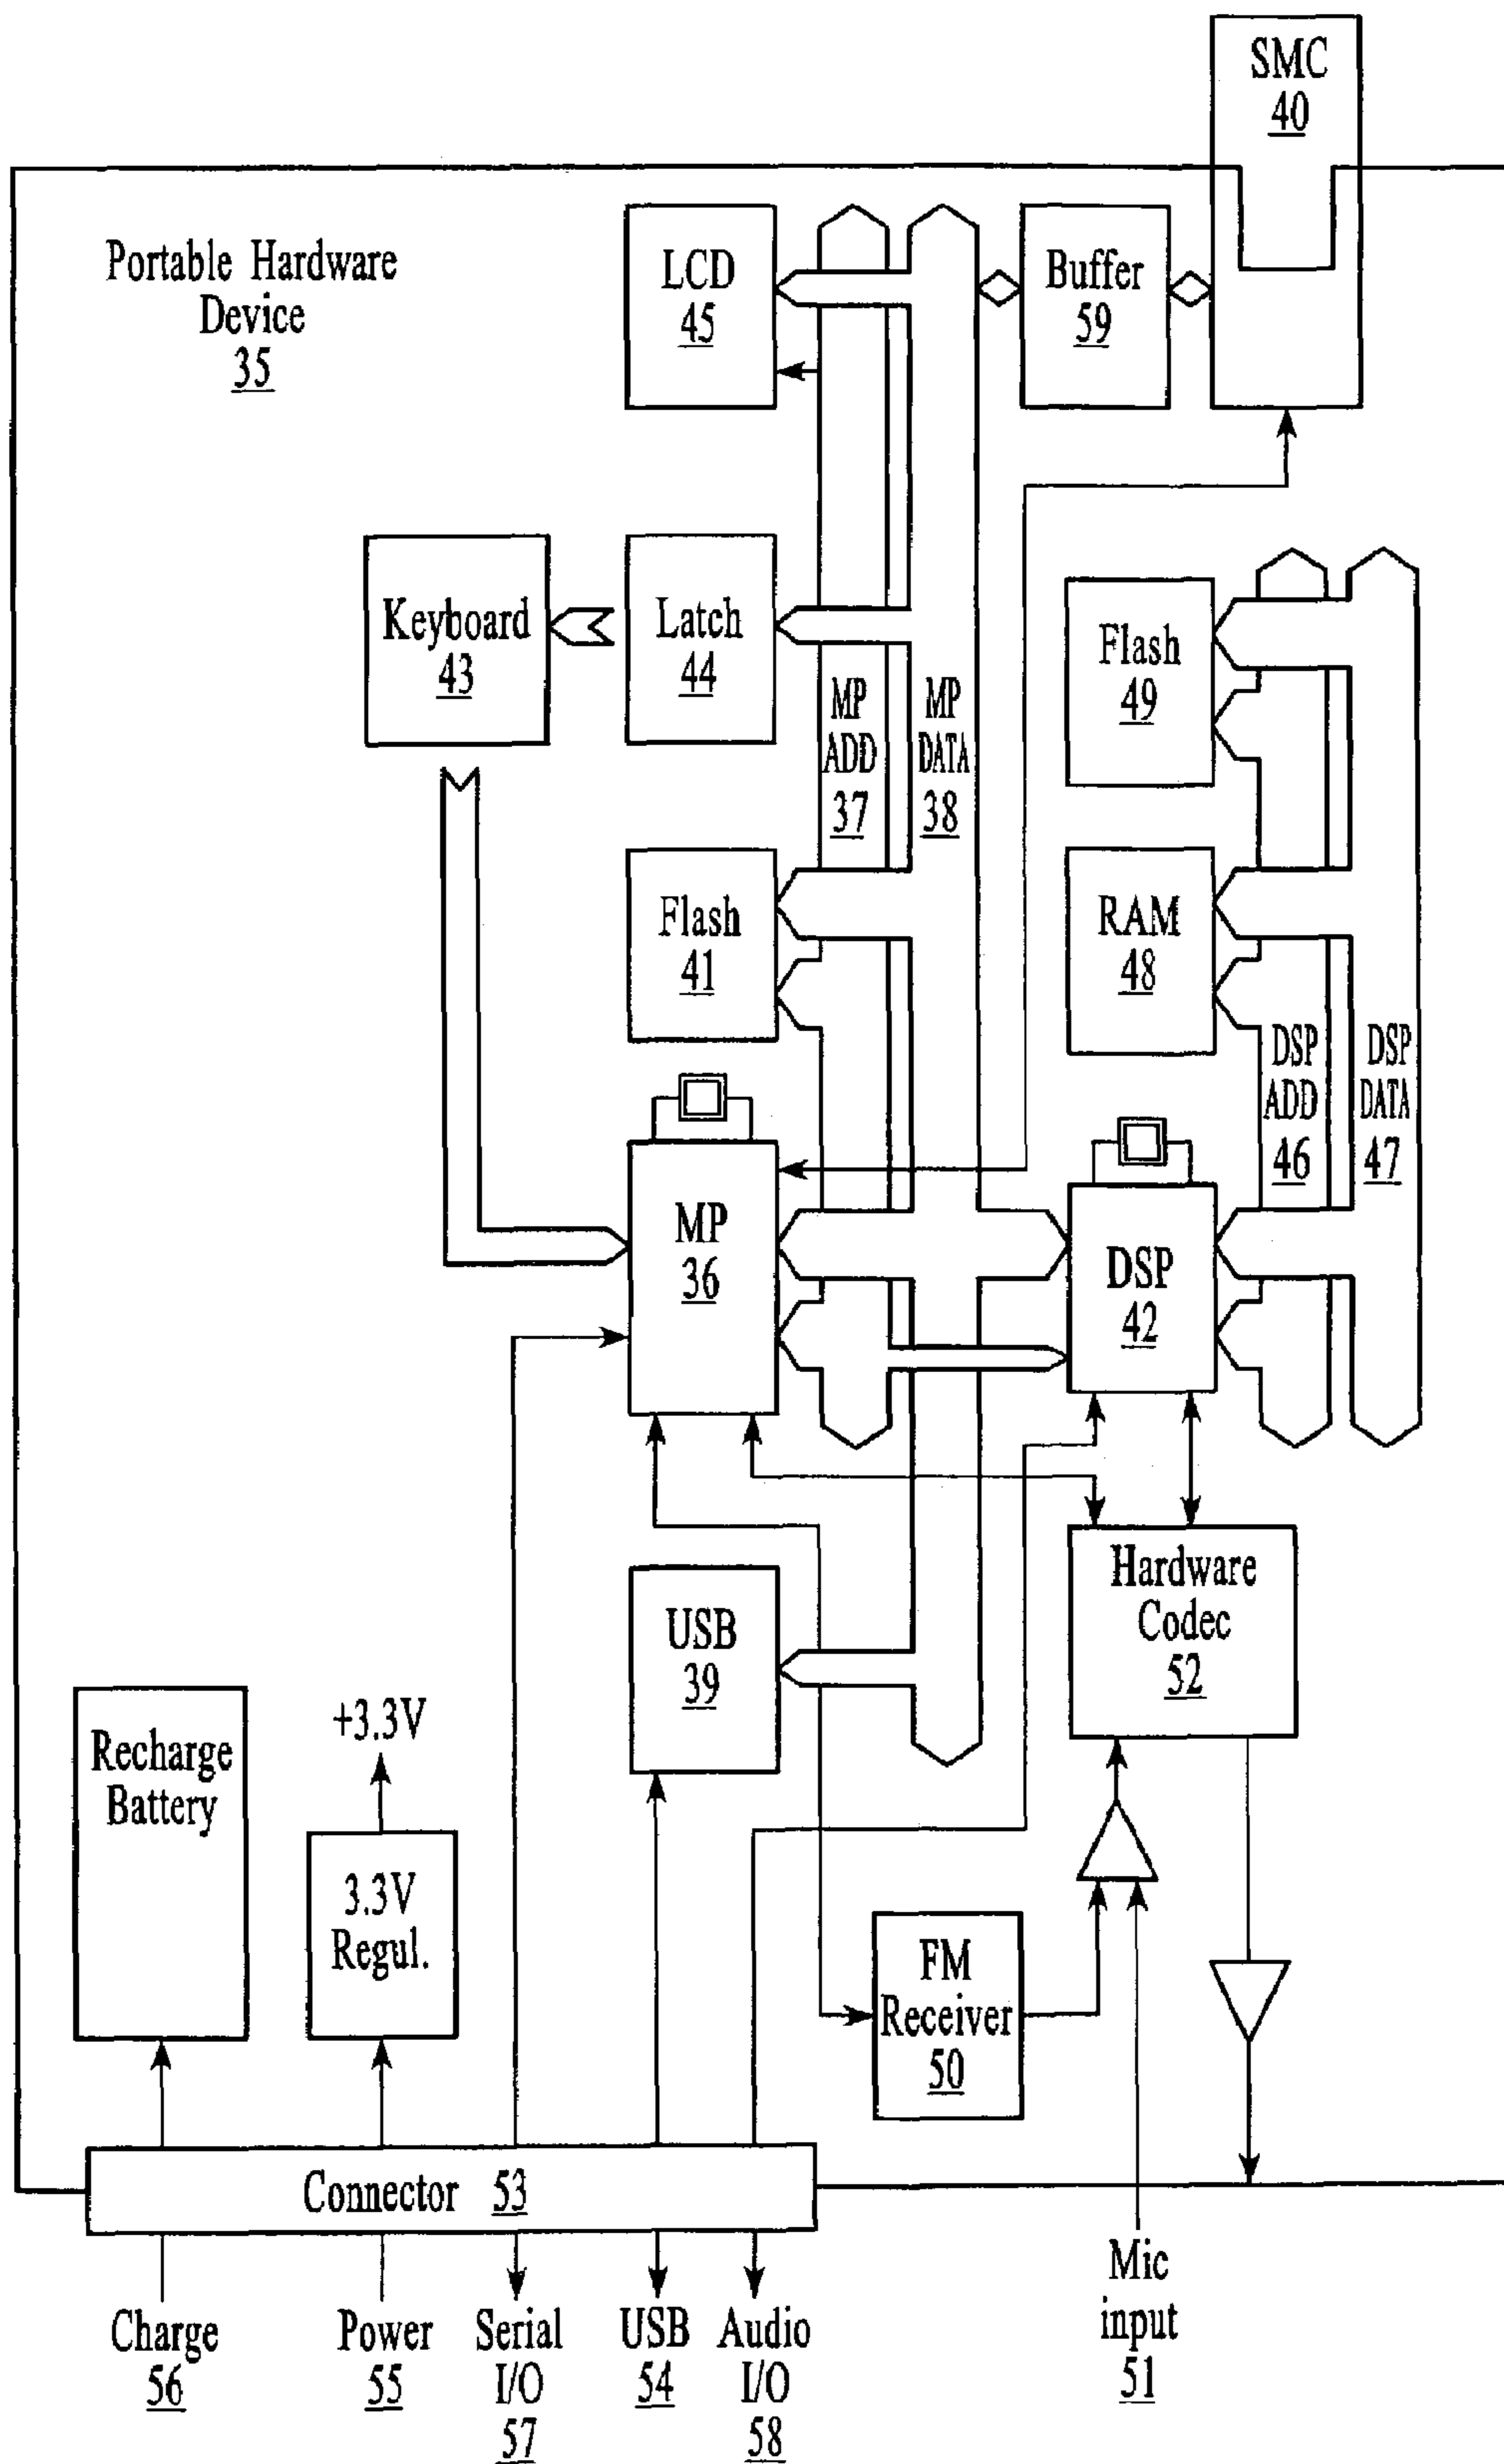 SMC
40
Portable Hardware
Device
35
LCD
45
Buffer
59
Keyboard
43
Latch
44
MP
ADD
37
MP
DATA
38
Flash
49
Flash
41
RAM
48
DSP
ADD
46
DSP
DATA
47
MP
36
DSP
42
Hardware
Codec
52
USB
39
Recharge
Battery
+3.3V
3.3V
Regul.
FM
Receiver
50
Connector 53
Charge
56
Power
55
Serial
I/O
57
USB
54
Audio
I/O
58
Mic
input
51